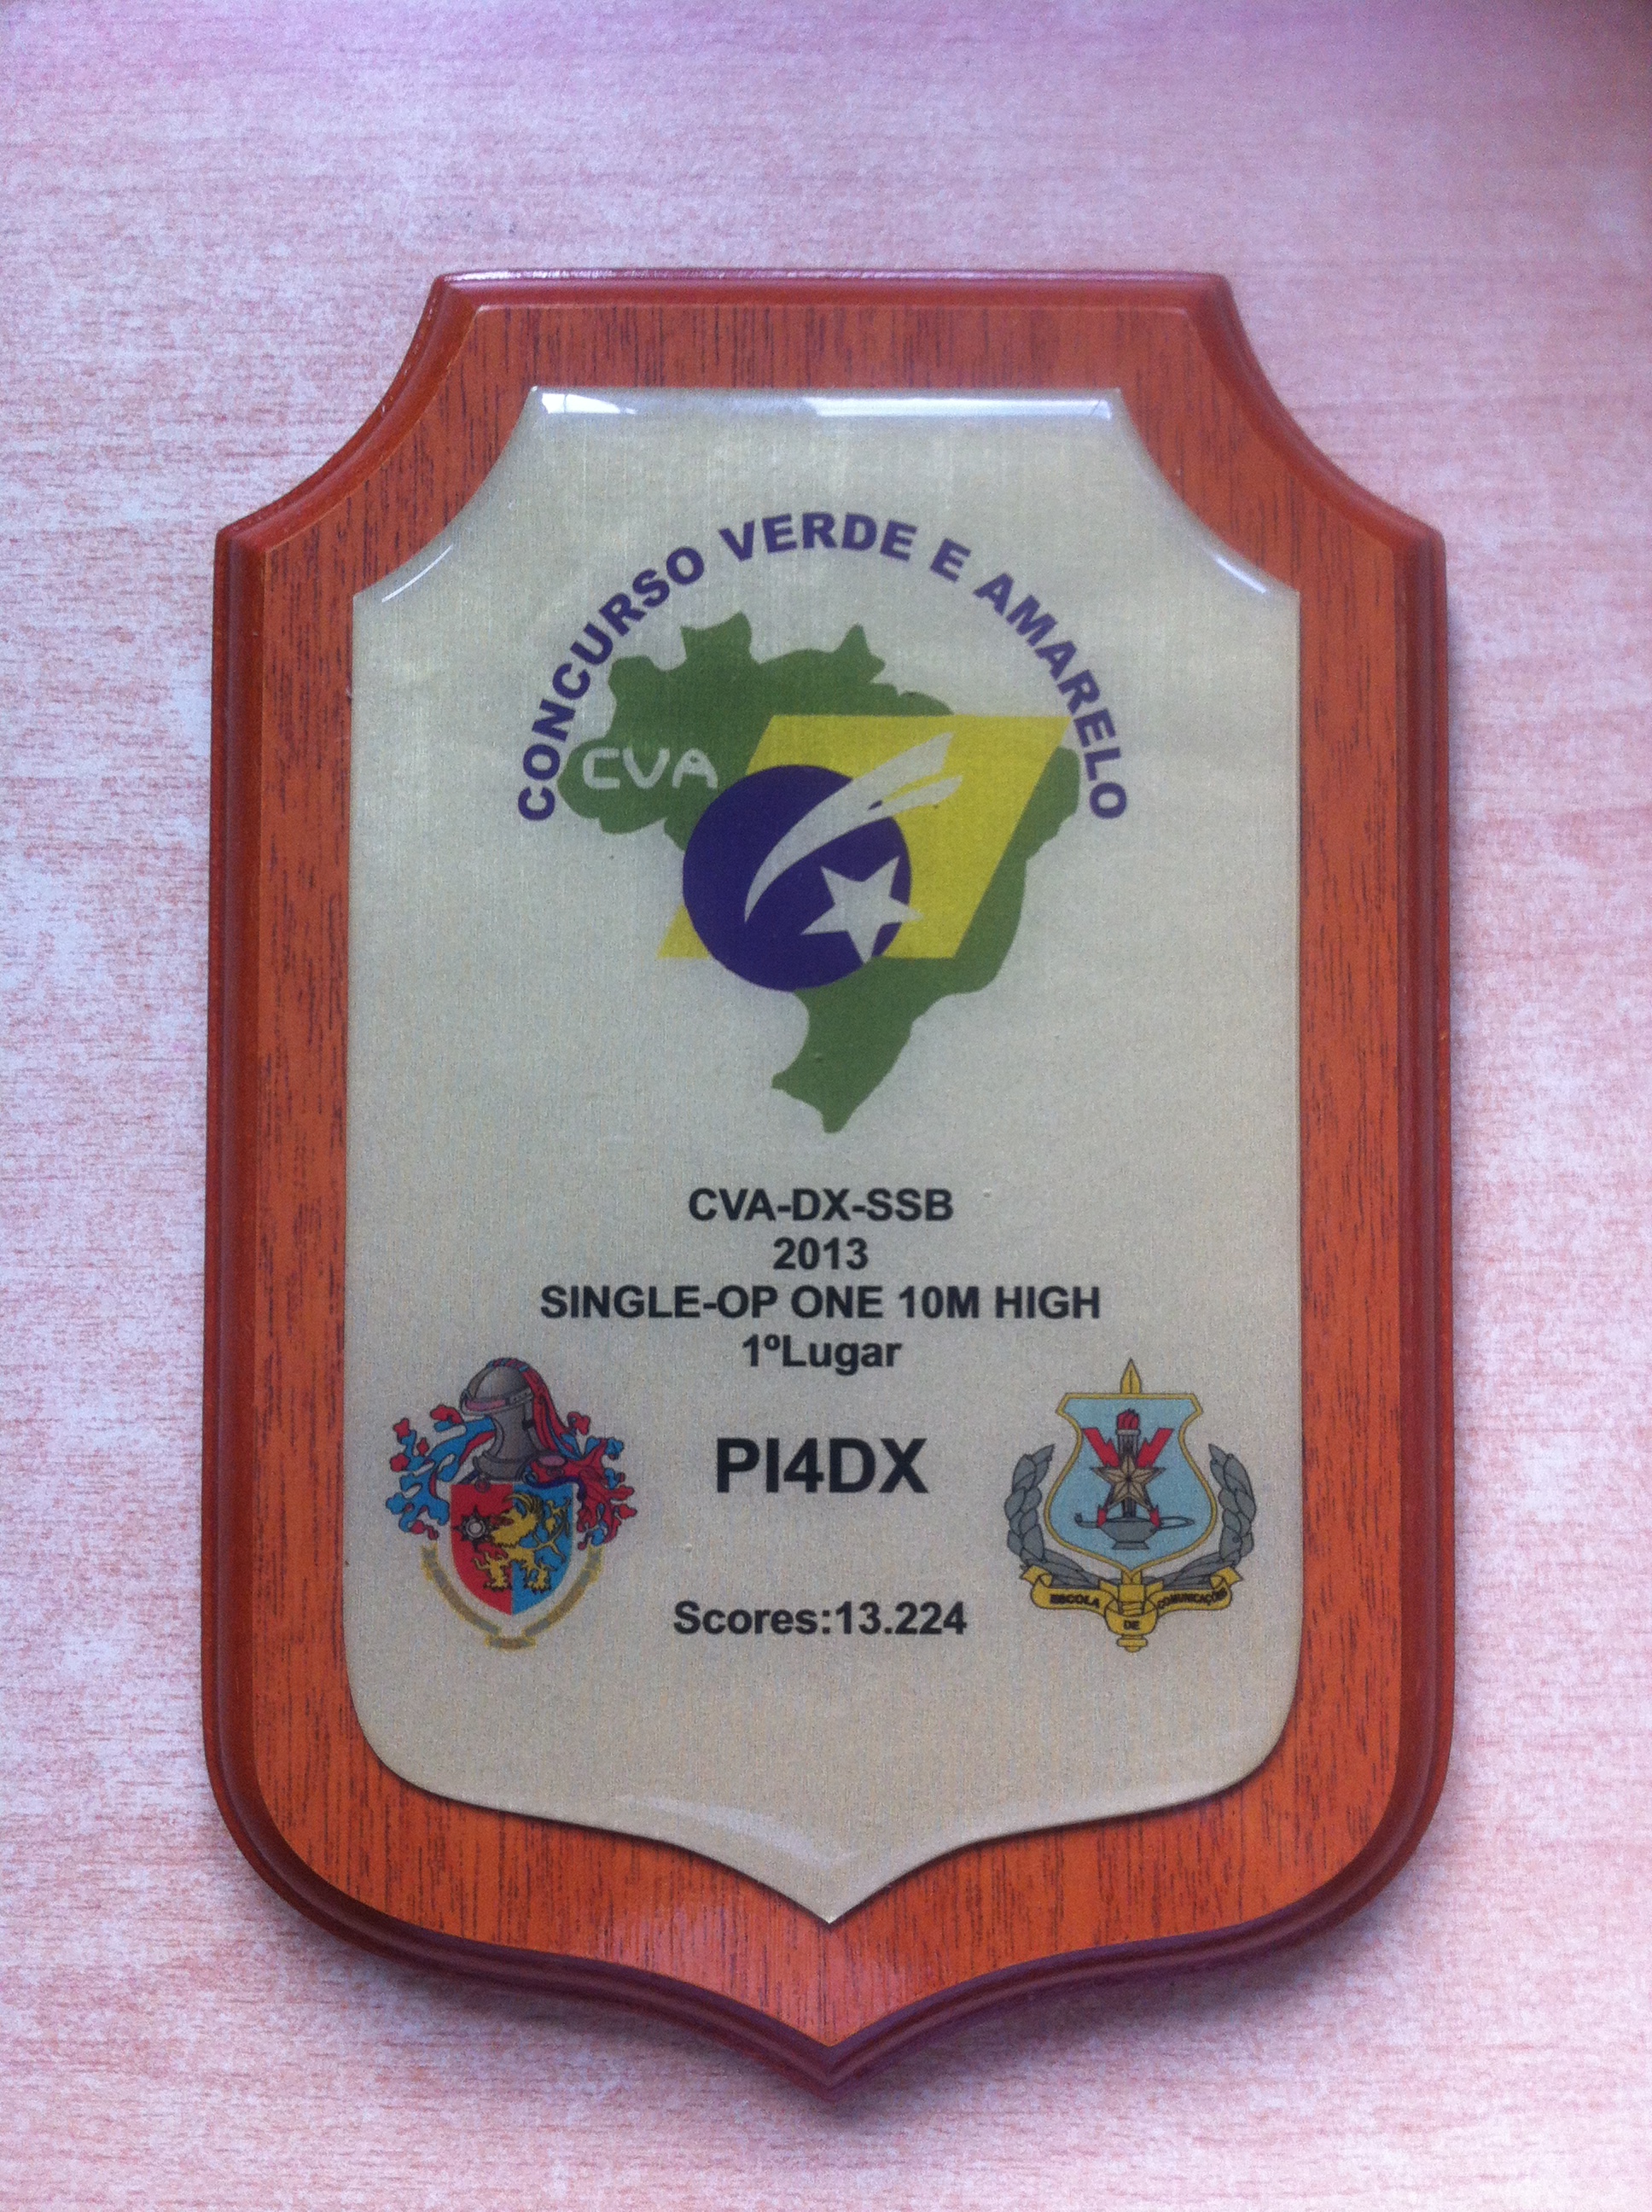 CONCURSO VERDE E AMARELO
CVA
CVA-DX-SSB
2013
SINGLE-OP ONE 10M HIGH
1ºLugar
PI4DX
ESCOLA DE COMUNICAÇÕES
Scores:13.224